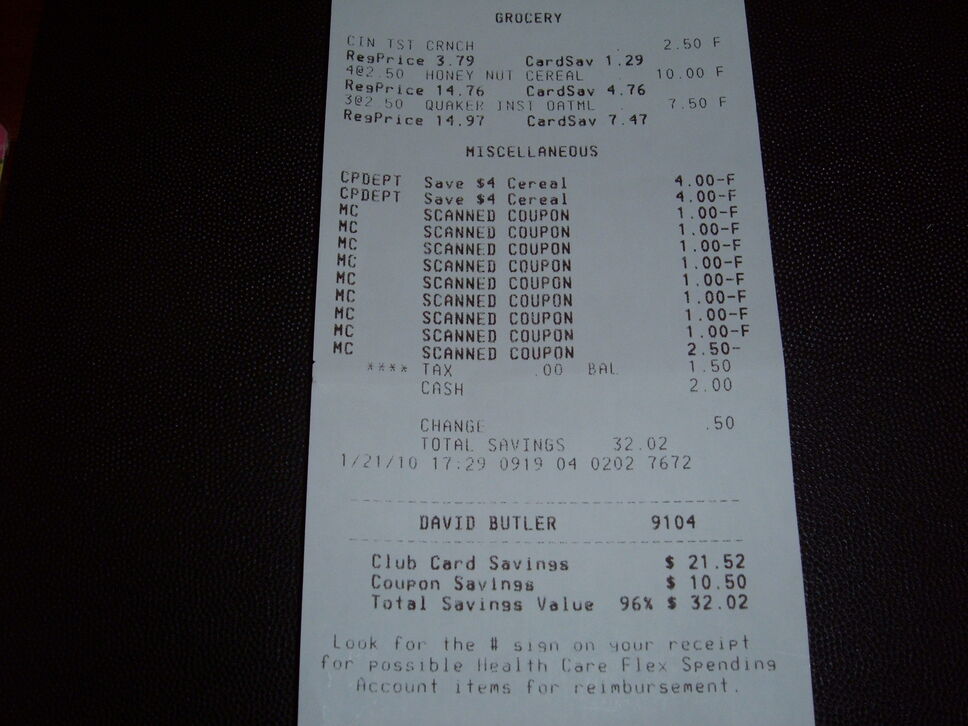 GROCERY
CIN TST CRNCH . 2.50 F
RegPrice 3.79 CardSav 1.29
4@2.50 HONEY NUT CEREAL . 10.00 F
RegPrice 14.76 CardSav 4.76
3@2.50 QUAKER INST OATML . 7.50 F
RegPrice 14.97 CardSav 7.47
MISCELLANEOUS
CPDEPT Save $4 Cereal 4.00-F
CPDEPT Save $4 Cereal 4.00-F
MC SCANNED COUPON 1.00-F
MC SCANNED COUPON 1.00-F
MC SCANNED COUPON 1.00-F
MC SCANNED COUPON 1.00-F
MC SCANNED COUPON 1.00-F
MC SCANNED COUPON 1.00-F
MC SCANNED COUPON 1.00-F
MC SCANNED COUPON 1.00-F
MC SCANNED COUPON 2.50-
**** TAX .00 BAL 1.50
CASH 2.00
CHANGE .50
TOTAL SAVINGS 32.02
1/21/10 17:29 0919 04 0202 7672
DAVID BUTLER 9104
Club Card Savings $ 21.52
Coupon Savings $ 10.50
Total Savings Value 96% $ 32.02
Look for the # sign on your receipt
for possible Health Care Flex Spending
Account items for reimbursement.